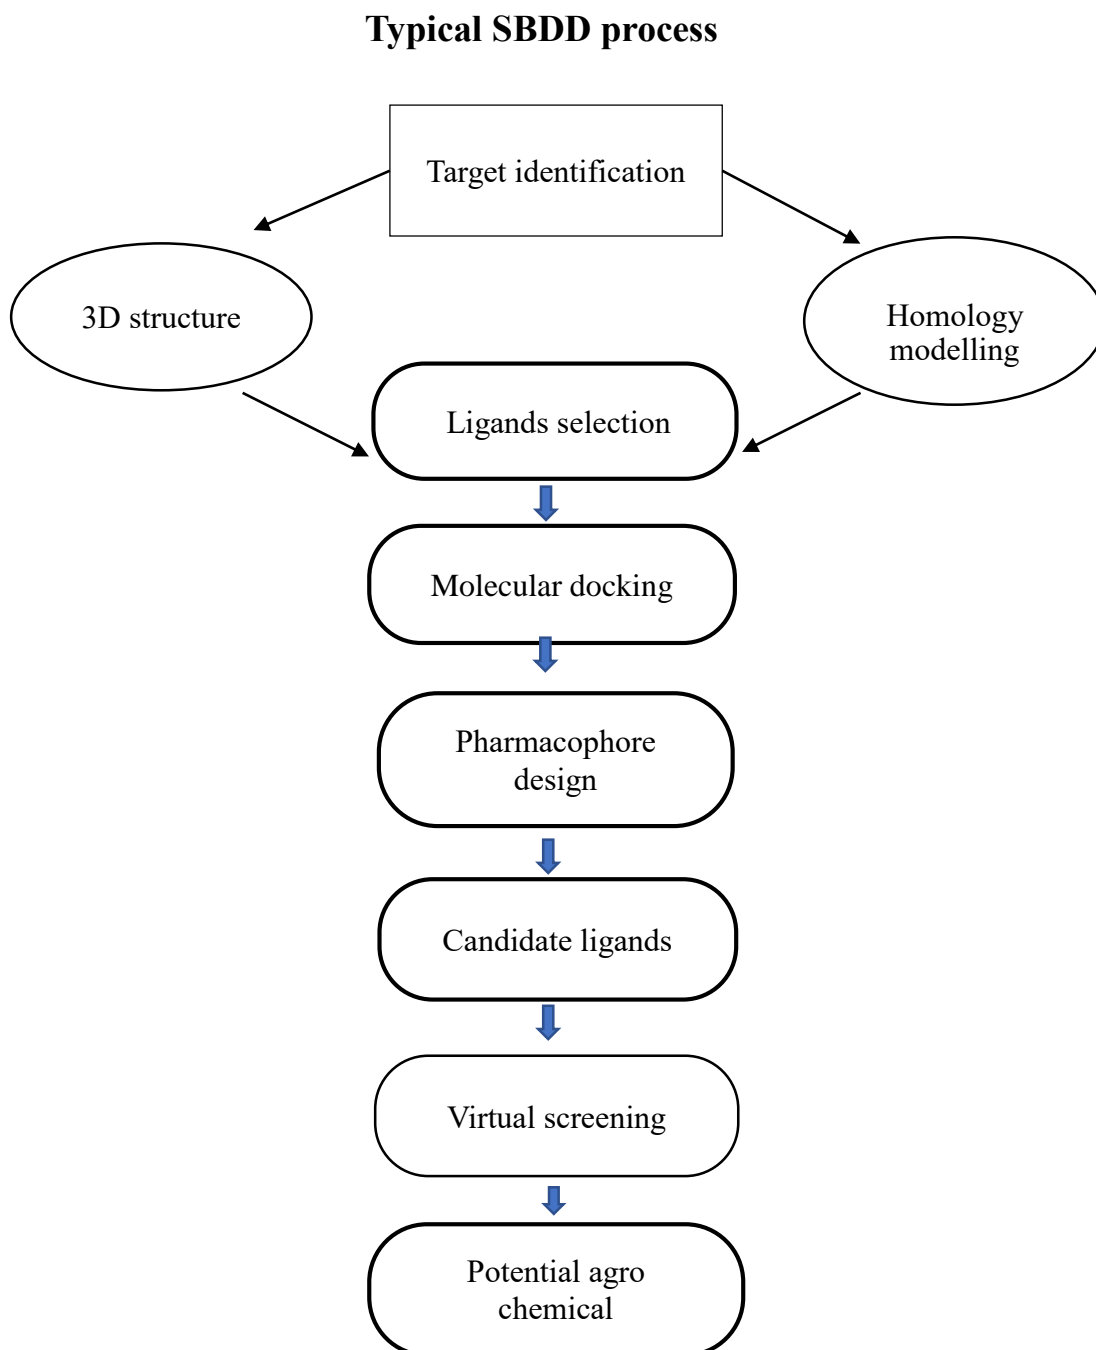 Typical SBDD process
Target identification
3D structure
Homology
modelling
Ligands selection
Molecular docking
Pharmacophore
design
Candidate ligands
Virtual screening
Potential agro
chemical